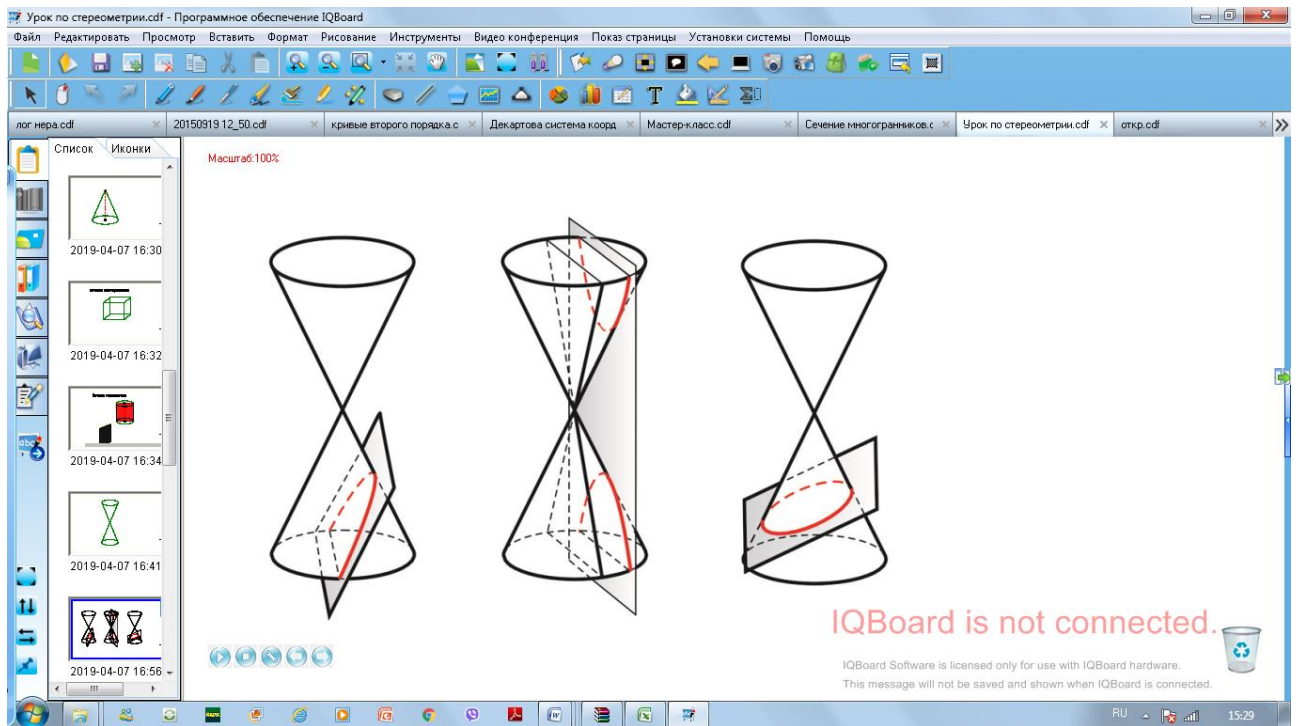 Урок по стереометрии.cdf - Программное обеспечение IQBoard
Файл Редактировать Просмотр Вставить Формат Рисование Инструменты Видео конференция Показ страницы Установки системы Помощь
лог нера.cdf 20150919 12_50.cdf кривые второго порядка.с Декартова система коорд Мастер-класс.cdf Сечение многогранников.с Урок по стереометрии.cdf откр.cdf
Список Иконки
Масштаб:100%
2019-04-07 16:30
2019-04-07 16:32
2019-04-07 16:34
2019-04-07 16:41
2019-04-07 16:56
IQBoard is not connected.
IQBoard Software is licensed only for use with IQBoard hardware.
This message will not be saved and shown when IQBoard is connected.
RU 15:29